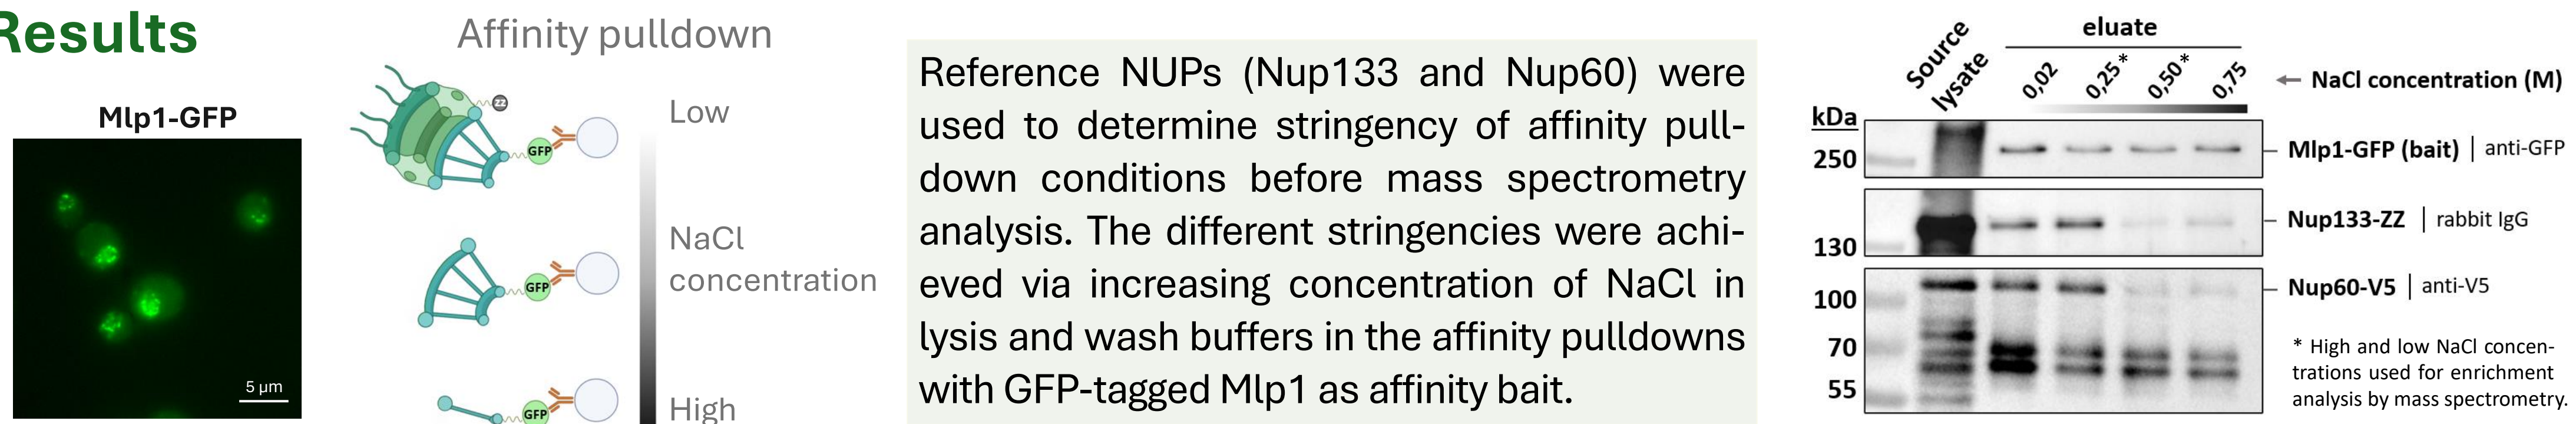 Results
Mlp1-GFP
5 µm
Affinity pulldown
Low
ZZ
GFP
NaCl
concentration
GFP
High
GFP
Reference NUPs (Nup133 and Nup60) were
used to determine stringency of affinity pull-
down conditions before mass spectrometry
analysis. The different stringencies were achi-
eved via increasing concentration of NaCl in
lysis and wash buffers in the affinity pulldowns
with GFP-tagged Mlp1 as affinity bait.
Source
lysate
eluate
0,02
0,25*
0,50*
0,75
← NaCl concentration (M)
kDa
250
Mlp1-GFP (bait) | anti-GFP
130
Nup133-ZZ | rabbit IgG
100
70
55
Nup60-V5 | anti-V5
* High and low NaCl concen-
trations used for enrichment
analysis by mass spectrometry.